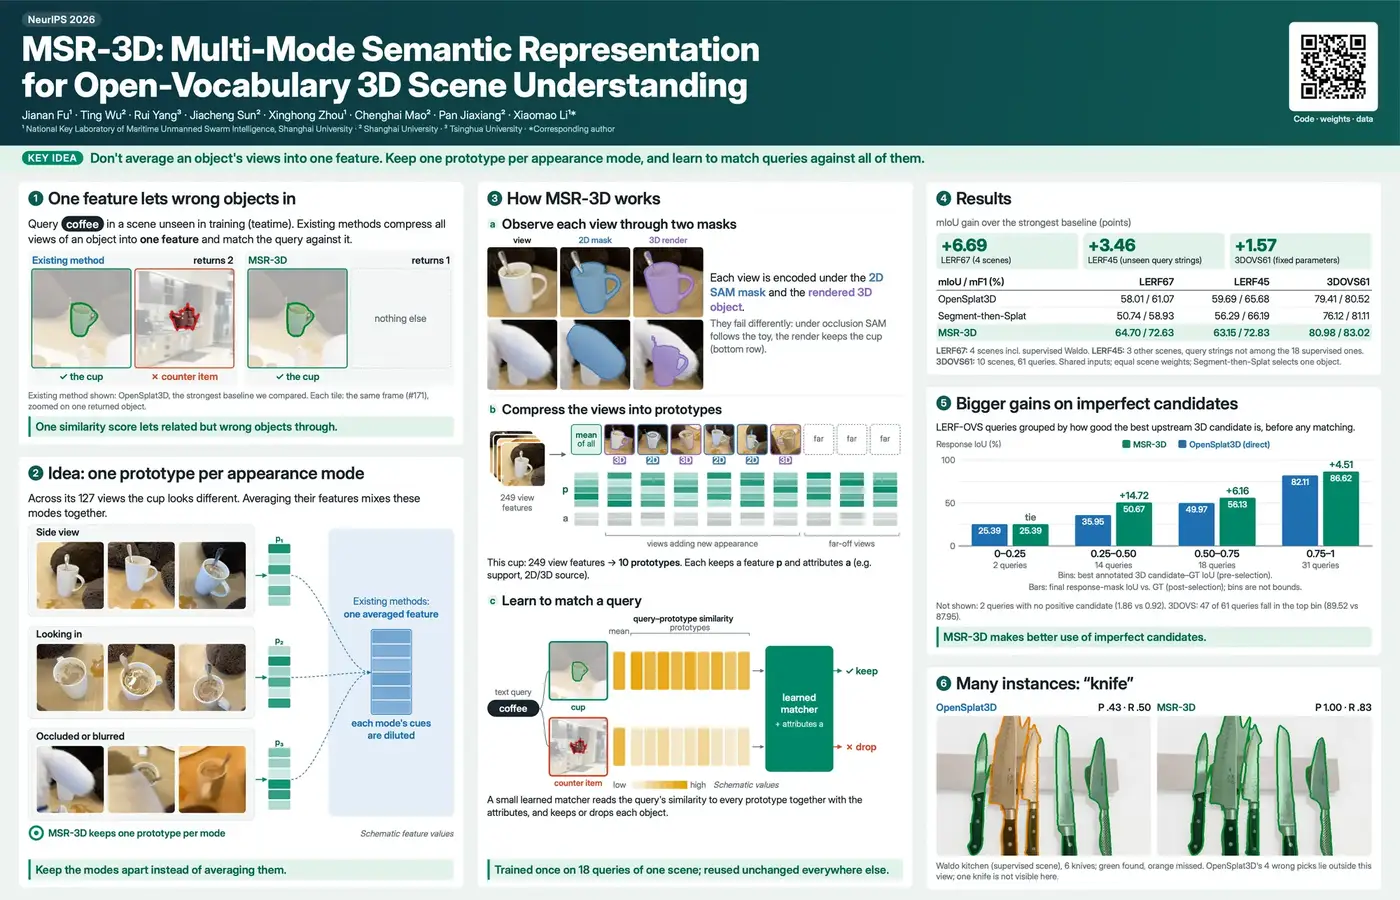 NeurIPS 2026
MSR-3D: Multi-Mode Semantic Representation
for Open-Vocabulary 3D Scene Understanding
Jianan Fu¹ · Ting Wu² · Rui Yang³ · Jiacheng Sun² · Xinghong Zhou¹ · Chenghai Mao² · Pan Jiaxiang² · Xiaomao Li¹*
¹ National Key Laboratory of Maritime Unmanned Swarm Intelligence, Shanghai University · ² Shanghai University · ³ Tsinghua University · *Corresponding author
Code · weights · data
KEY IDEA Don't average an object's views into one feature. Keep one prototype per appearance mode, and learn to match queries against all of them.
1 One feature lets wrong objects in
Query coffee in a scene unseen in training (teatime). Existing methods compress all
views of an object into one feature and match the query against it.
Existing method returns 2 MSR-3D returns 1
nothing else
✓ the cup × counter item ✓ the cup
Existing method shown: OpenSplat3D, the strongest baseline we compared. Each tile: the same frame (#171),
zoomed on one returned object.
One similarity score lets related but wrong objects through.
2 Idea: one prototype per appearance mode
Across its 127 views the cup looks different. Averaging their features mixes these
modes together.
Side view
p₁
Looking in
p₂
Occluded or blurred
p₃
Existing methods:
one averaged feature
each mode's cues
are diluted
MSR-3D keeps one prototype per mode
Schematic feature values
Keep the modes apart instead of averaging them.
3 How MSR-3D works
a Observe each view through two masks
view 2D mask 3D render
Each view is encoded under the 2D
SAM mask and the rendered 3D
object.
They fail differently: under occlusion SAM
follows the toy, the render keeps the cup
(bottom row).
b Compress the views into prototypes
mean
of all
far far far
3D 2D 3D 2D 2D 3D
249 view
features
p
a
views adding new appearance far-off views
This cup: 249 view features → 10 prototypes. Each keeps a feature p and attributes a (e.g.
support, 2D/3D source).
c Learn to match a query
query–prototype similarity
mean prototypes
text query
coffee
cup
counter item
learned
matcher
+ attributes a
✓ keep
× drop
low high Schematic values
A small learned matcher reads the query's similarity to every prototype together with the
attributes, and keeps or drops each object.
Trained once on 18 queries of one scene; reused unchanged everywhere else.
4 Results
mIoU gain over the strongest baseline (points)
+6.69 +3.46 +1.57
LERF67 (4 scenes) LERF45 (unseen query strings) 3DOVS61 (fixed parameters)
mIoU / mF1 (%) LERF67 LERF45 3DOVS61
OpenSplat3D 58.01 / 61.07 59.69 / 65.68 79.41 / 80.52
Segment-then-Splat 50.74 / 58.93 56.29 / 66.19 76.12 / 81.11
MSR-3D 64.70 / 72.63 63.15 / 72.83 80.98 / 83.02
LERF67: 4 scenes incl. supervised Waldo. LERF45: 3 other scenes, query strings not among the 18 supervised ones.
3DOVS61: 10 scenes, 61 queries. Shared inputs; equal scene weights; Segment-then-Splat selects one object.
5 Bigger gains on imperfect candidates
LERF-OVS queries grouped by how good the best upstream 3D candidate is, before any matching.
Response IoU (%) MSR-3D OpenSplat3D (direct)
100
50
0
25.39 tie 25.39
35.95 +14.72 50.67
49.97 +6.16 56.13
82.11 +4.51 86.62
0–0.25 0.25–0.50 0.50–0.75 0.75–1
2 queries 14 queries 18 queries 31 queries
Bins: best annotated 3D candidate–GT IoU (pre-selection).
Bars: final response-mask IoU vs. GT (post-selection); bins are not bounds.
Not shown: 2 queries with no positive candidate (1.86 vs 0.92). 3DOVS: 47 of 61 queries fall in the top bin (89.52 vs
87.95).
MSR-3D makes better use of imperfect candidates.
6 Many instances: “knife”
OpenSplat3D P .43 · R .50 MSR-3D P 1.00 · R .83
Waldo kitchen (supervised scene), 6 knives; green found, orange missed. OpenSplat3D's 4 wrong picks lie outside this
view; one knife is not visible here.